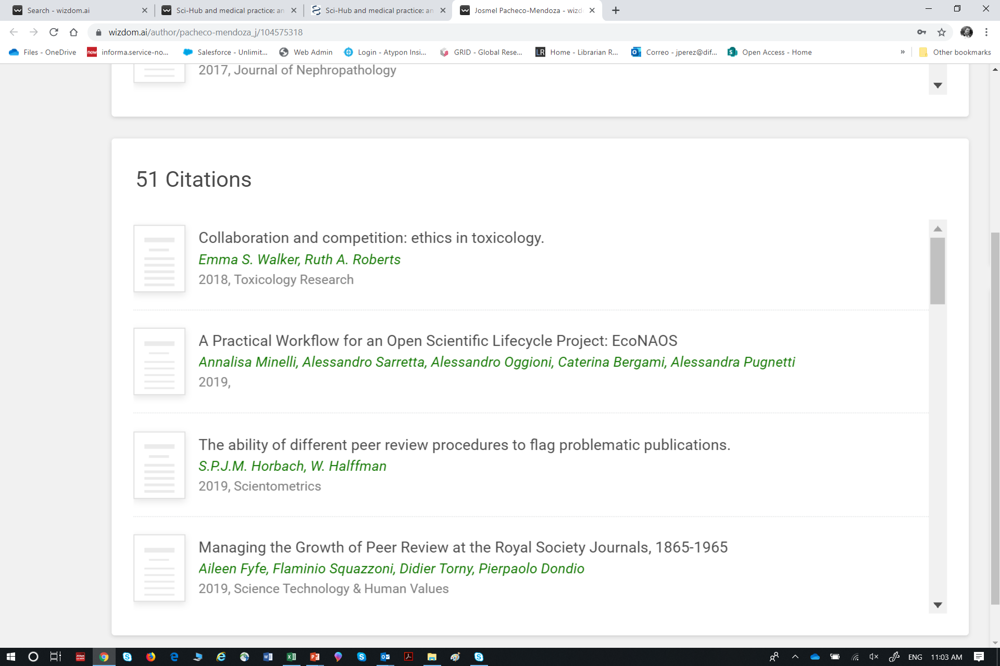 Search - wizdom.ai
Sci-Hub and medical practice: an
Sci-Hub and medical practice: an
Josmel Pacheco-Mendoza - wizd
wizdom.ai/author/pacheco-mendoza_j/104575318
Files - OneDrive
now
informa.service-no...
Salesforce - Unlimit...
Web Admin
Login - Atypon Insi...
GRID - Global Rese...
LR
Home - Librarian R...
Correo - jperez@dif...
Open Access - Home
»
Other bookmarks
2017, Journal of Nephropathology
51 Citations
Collaboration and competition: ethics in toxicology.
Emma S. Walker, Ruth A. Roberts
2018, Toxicology Research
A Practical Workflow for an Open Scientific Lifecycle Project: EcoNAOS
Annalisa Minelli, Alessandro Sarretta, Alessandro Oggioni, Caterina Bergami, Alessandra Pugnetti
2019,
The ability of different peer review procedures to flag problematic publications.
S.P.J.M. Horbach, W. Halffman
2019, Scientometrics
Managing the Growth of Peer Review at the Royal Society Journals, 1865-1965
Aileen Fyfe, Flaminio Squazzoni, Didier Torny, Pierpaolo Dondio
2019, Science Technology & Human Values
ENG
11:03 AM